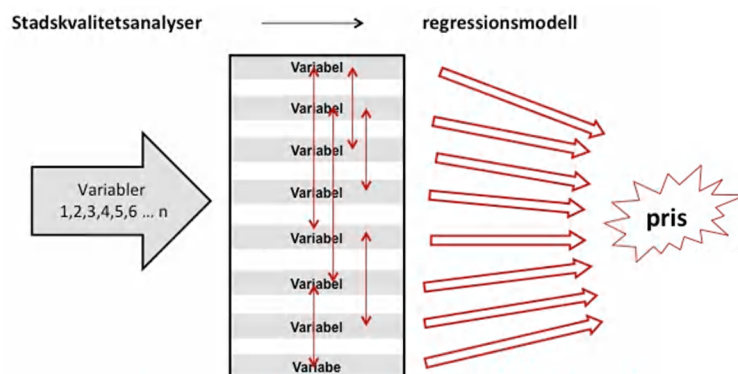 Stadskvalitetsanalyser
regressionsmodell
Variabler
1,2,3,4,5,6 ... n
Variabel
Variabel
Variabel
Variabel
Variabel
Variabel
Variabel
Variabe
pris